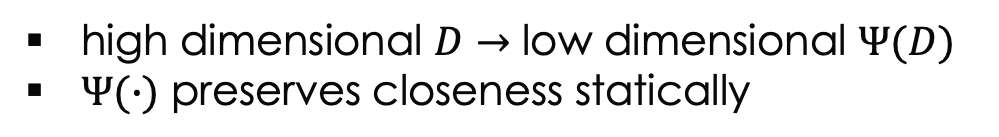 ▪ high dimensional 𝐷 → low dimensional Ψ(𝐷)
▪ Ψ(·) preserves closeness statically